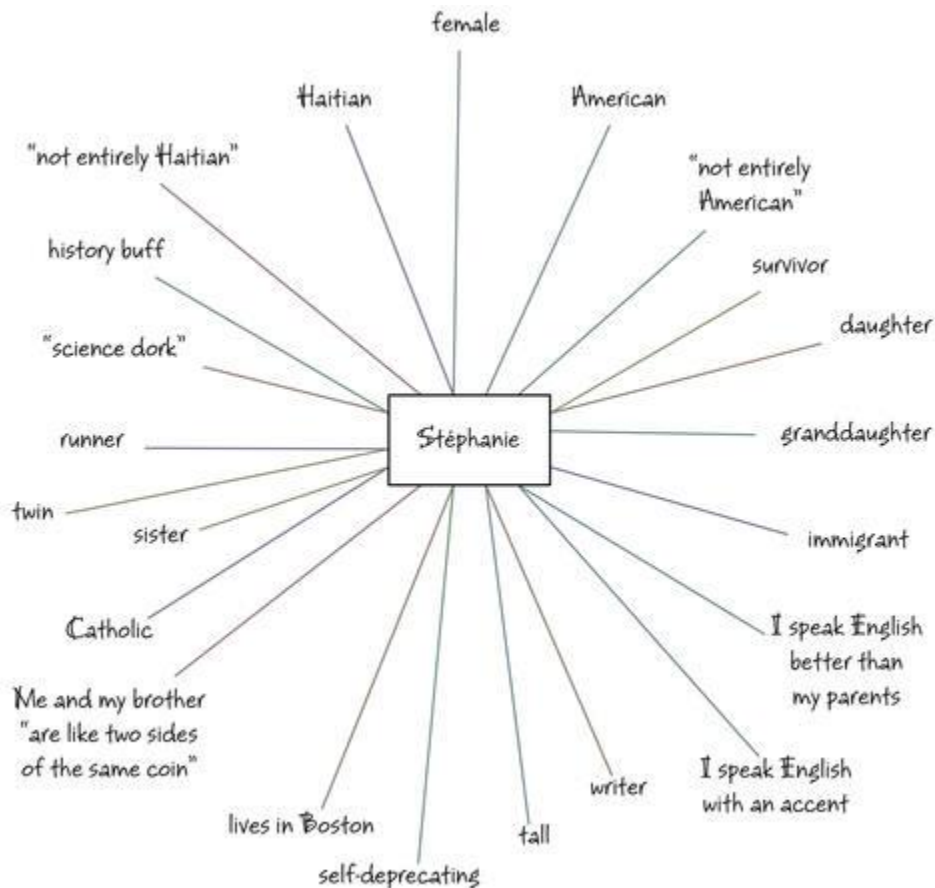 female
Haitian
American
"not entirely Haitian"
"not entirely
American"
history buff
survivor
"science dork"
daughter
runner
Stéphanie
granddaughter
twin
sister
immigrant
Catholic
I speak English
better than
my parents
Me and my brother
"are like two sides
of the same coin"
I speak English
with an accent
lives in Boston
writer
tall
self-deprecating